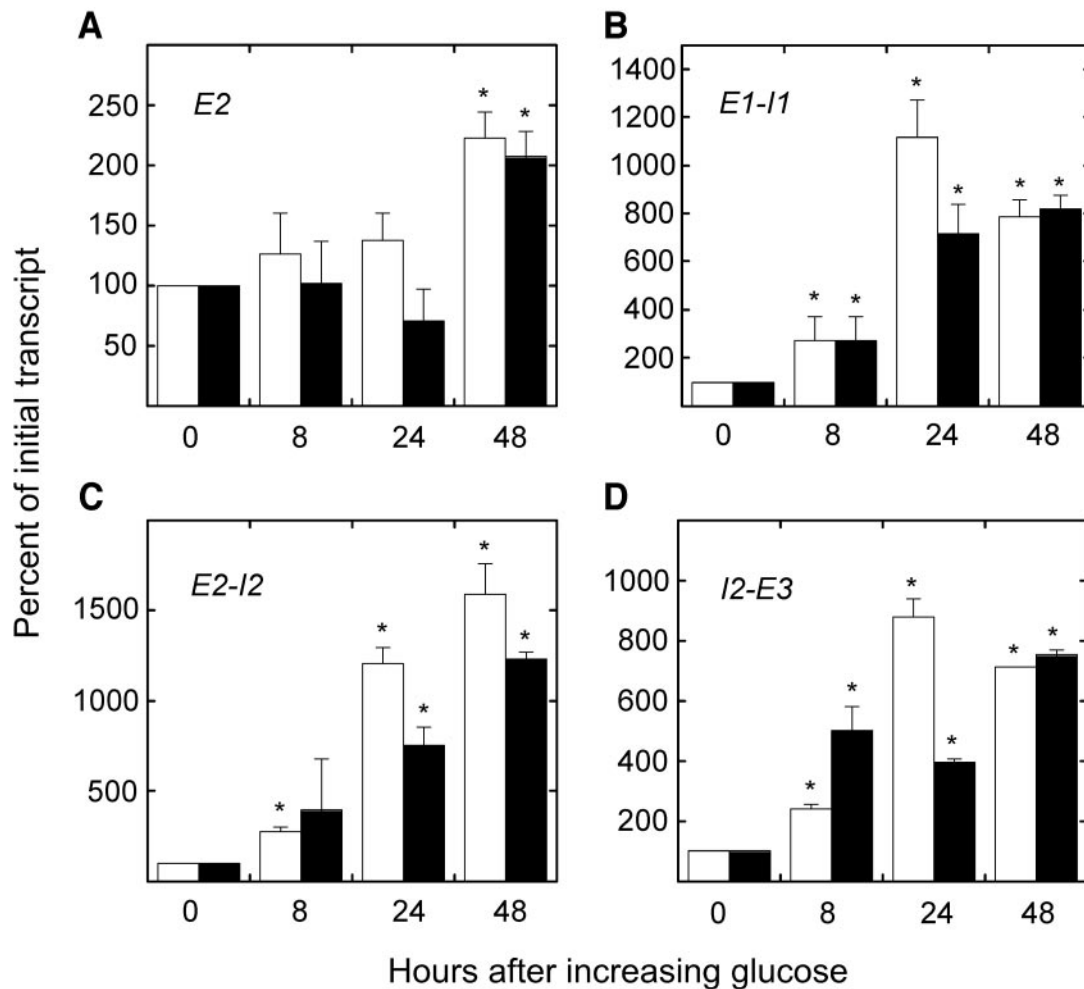 A
B
E2
E1-I1
250
200
150
100
50
1400
1200
1000
800
600
400
200
* *
* * * * * *
0 8 24 48
0 8 24 48
C
D
E2-I2
I2-E3
1500
1000
500
1000
800
600
400
200
* * * * *
* * * * * *
0 8 24 48
0 8 24 48
Percent of initial transcript
Hours after increasing glucose